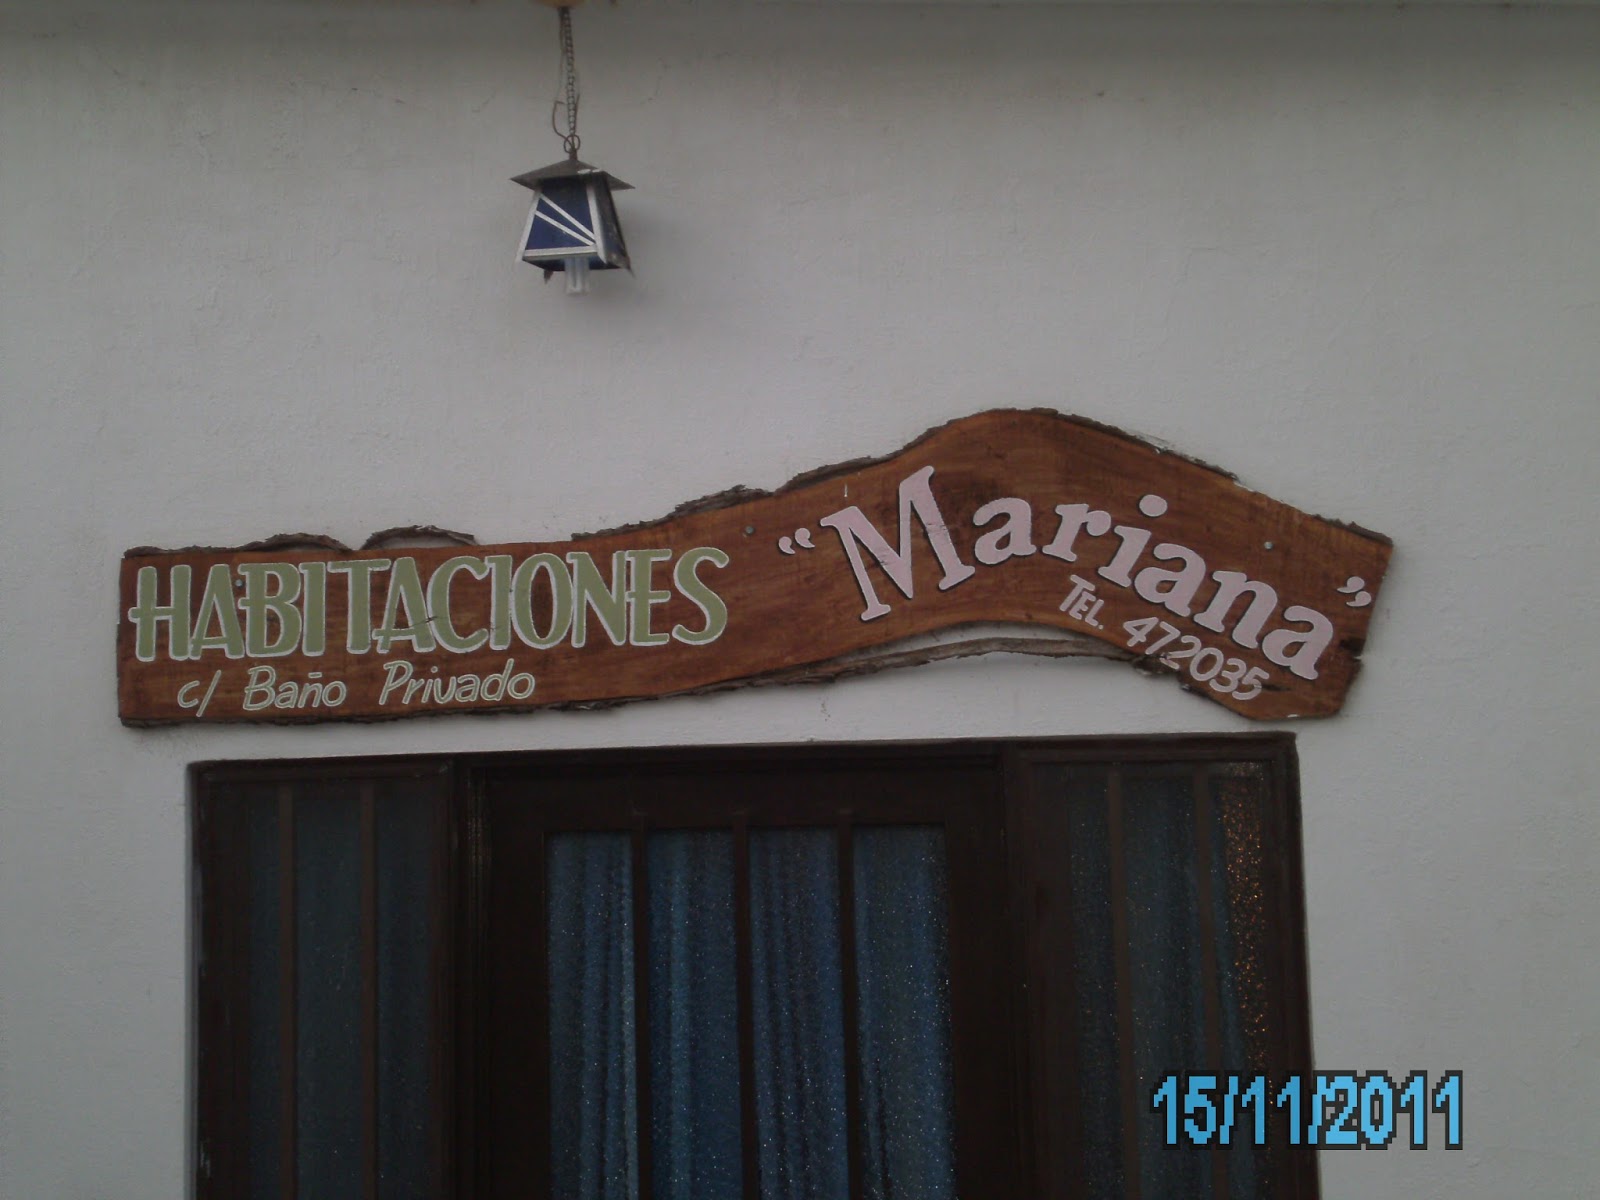 HABITACIONES
c/ Baño Privado
"Mariana"
TEL. 472035
15/11/2011